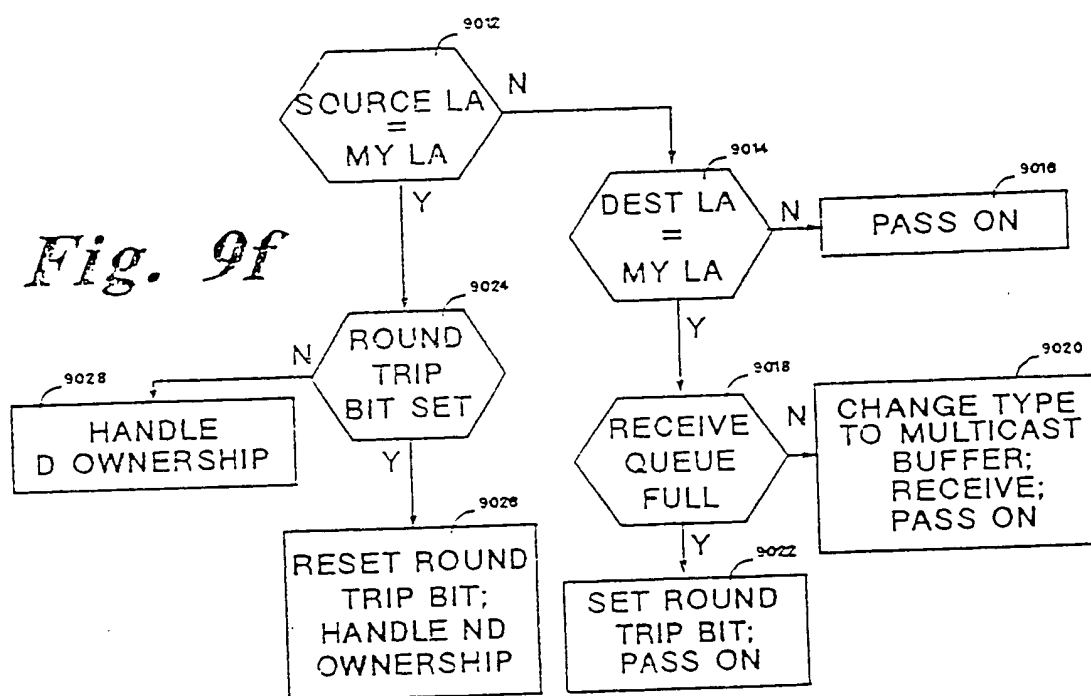 9012
SOURCE LA
=
MY LA
N
Y
9014
DEST LA
=
MY LA
N
Y
9016
PASS ON
Fig. 9f
9024
ROUND
TRIP
BIT SET
N
Y
9028
HANDLE
D OWNERSHIP
9026
RESET ROUND
TRIP BIT;
HANDLE ND
OWNERSHIP
9018
RECEIVE
QUEUE
FULL
N
Y
9020
CHANGE TYPE
TO MULTICAST
BUFFER;
RECEIVE;
PASS ON
9022
SET ROUND
TRIP BIT;
PASS ON